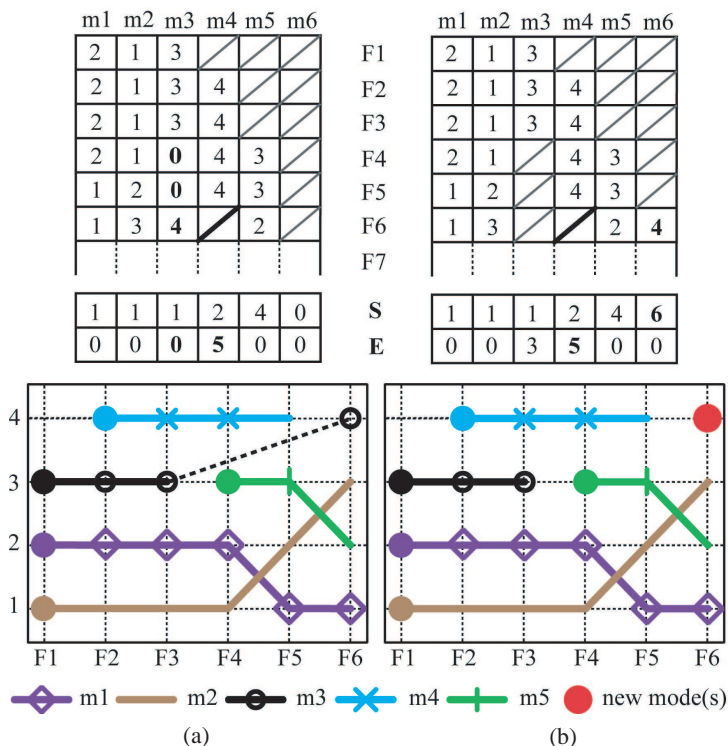 m1 m2 m3 m4 m5 m6 m1 m2 m3 m4 m5 m6
2 1 3 F1 2 1 3
2 1 3 4 F2 2 1 3 4
2 1 3 4 F3 2 1 3 4
2 1 0 4 3 F4 2 1 4 3
1 2 0 4 3 F5 1 2 4 3
1 3 4 2 F6 1 3 2 4
F7
1 1 1 2 4 0 S 1 1 1 2 4 6
0 0 0 5 0 0 E 0 0 3 5 0 0
4
3
2
1
F1 F2 F3 F4 F5 F6 F1 F2 F3 F4 F5 F6
m1 m2 m3 m4 m5 new mode(s)
(a) (b)